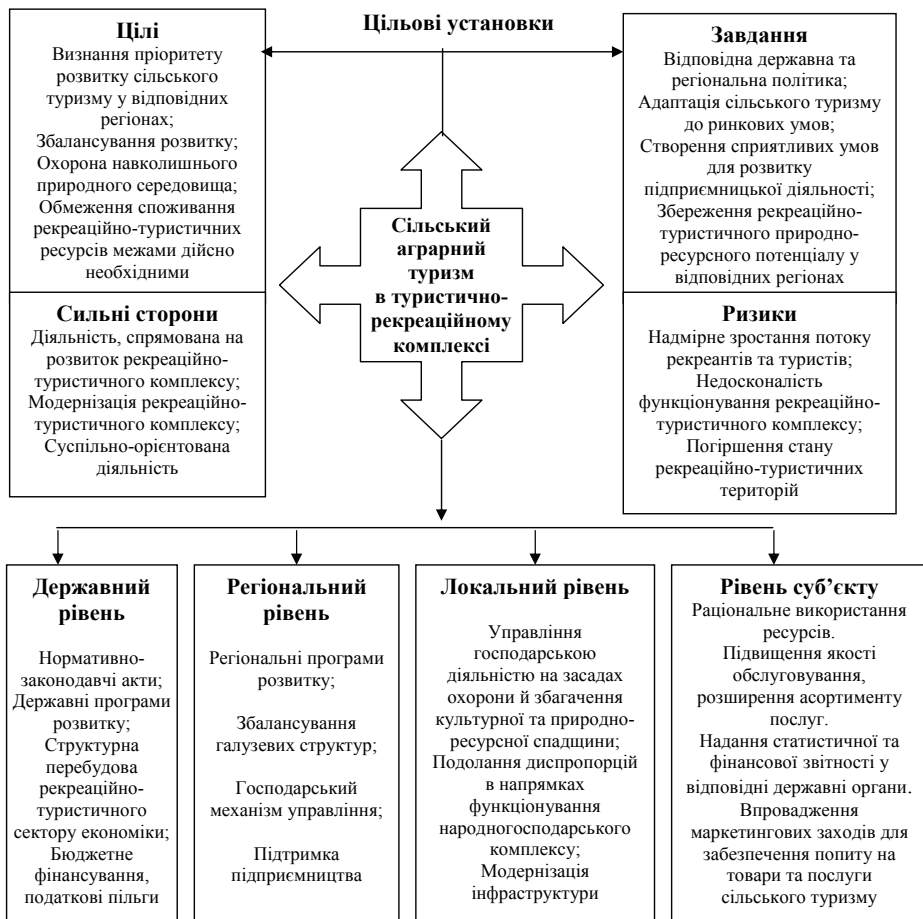 Цільові установки
Цілі
Визнання пріоритету
розвитку сільського
туризму у відповідних
регіонах;
Збалансування розвитку;
Охорона навколишнього
природного середовища;
Обмеження споживання
рекреаційно-туристичних
ресурсів межами дійсно
необхідними
Завдання
Відповідна державна та
регіональна політика;
Адаптація сільського туризму
до ринкових умов;
Створення сприятливих умов
для розвитку
підприємницької діяльності;
Збереження рекреаційно-
туристичного природно-
ресурсного потенціалу у
відповідних регіонах
Сільський
аграрний
туризм
в туристично-
рекреаційному
комплексі
Сильні сторони
Діяльність, спрямована на
розвиток рекреаційно-
туристичного комплексу;
Модернізація рекреаційно-
туристичного комплексу;
Суспільно-орієнтована
діяльність
Ризики
Надмірне зростання потоку
рекреантів та туристів;
Недосконалість
функціонування рекреаційно-
туристичного комплексу;
Погіршення стану
рекреаційно-туристичних
територій
Державний
рівень
Нормативно-
законодавчі акти;
Державні програми
розвитку;
Структурна
перебудова
рекреаційно-
туристичного
сектору економіки;
Бюджетне
фінансування,
податкові пільги
Регіональний
рівень
Регіональні програми
розвитку;
Збалансування
галузевих структур;
Господарський
механізм управління;
Підтримка
підприємництва
Локальний рівень
Управління
господарською
діяльністю на засадах
охорони й збагачення
культурної та природно-
ресурсної спадщини;
Подолання диспропорцій
в напрямках
функціонування
народногосподарського
комплексу;
Модернізація
інфраструктури
Рівень суб’єкту
Раціональне використання
ресурсів.
Підвищення якості
обслуговування,
розширення асортименту
послуг.
Надання статистичної та
фінансової звітності у
відповідні державні органи.
Впровадження
маркетингових заходів для
забезпечення попиту на
товари та послуги
сільського туризму